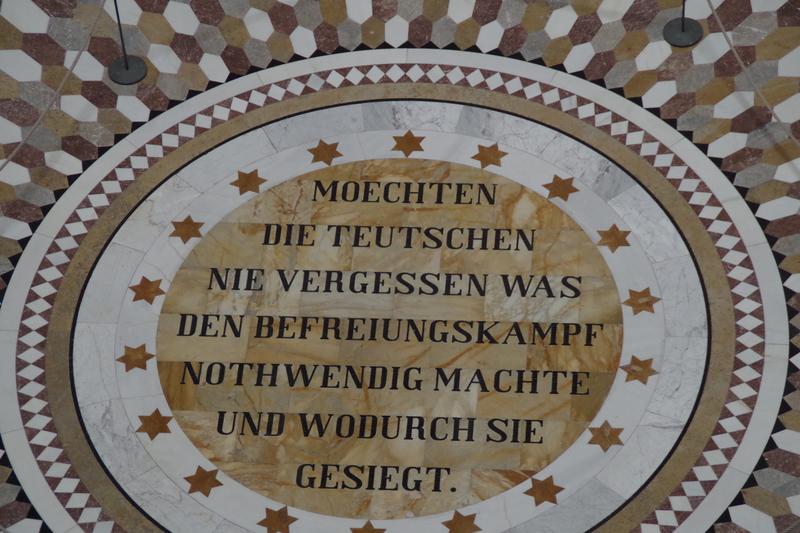 MOECHTEN
DIE TEUTSCHEN
NIE VERGESSEN WAS
DEN BEFREIUNGSKAMPF
NOTHWENDIG MACHTE
UND WODURCH SIE
GESIEGT.